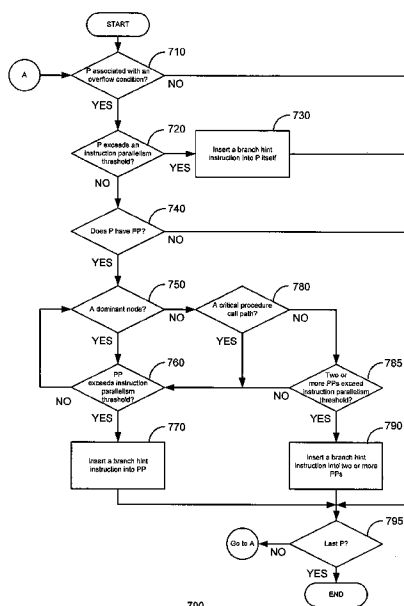 START
710
A
P associated with an
overflow condition?
NO
YES
720
730
P exceeds an
instruction parallelism
threshold?
YES
Insert a branch hint
instruction into P itself
NO
740
Does P have PP?
NO
YES
750
780
A dominant node?
NO
A critical procedure
call path?
NO
YES
YES
760
785
PP
exceeds instruction
parallelism
threshold?
NO
Two or
more PPs exceed
instruction parallelism
threshold?
NO
YES
YES
770
790
Insert a branch hint
instruction into PP
Insert a branch hint
instruction into two or more
PPs
795
Go to A
NO
Last P?
YES
END
700